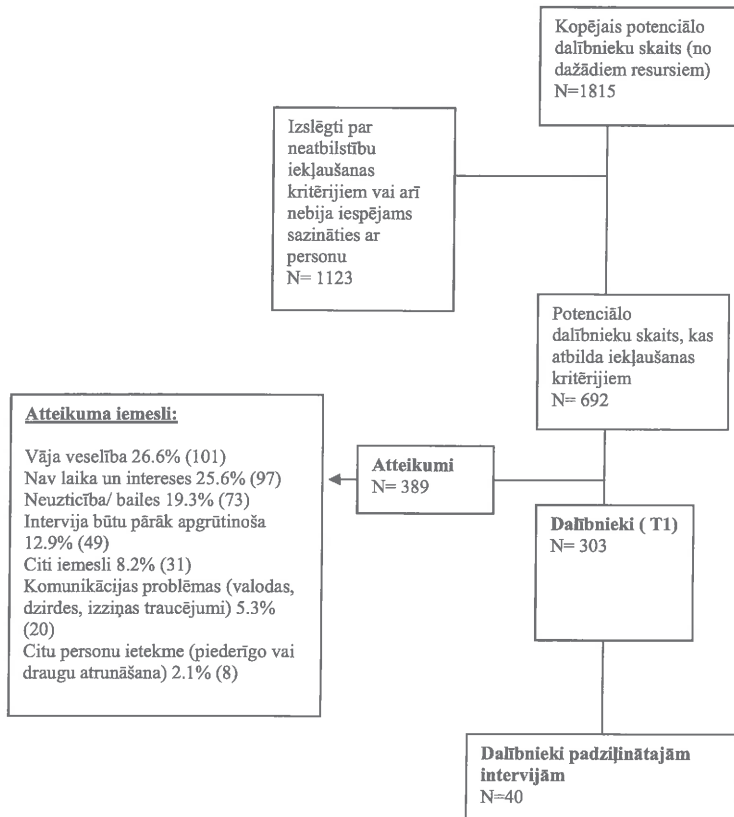 Kopējais potenciālo
dalībnieku skaits (no
dažādiem resursiem)
N=1815
Izslēgti par
neatbilstību
iekļaušanas
kritērijiem vai arī
nebija iespējams
sazināties ar
personu
N= 1123
Potenciālo
dalībnieku skaits, kas
atbilda iekļaušanas
kritērijiem
N= 692
Atteikuma iemesli:
Vāja veselība 26.6% (101)
Nav laika un intereses 25.6% (97)
Neuzticība/ bailes 19.3% (73)
Intervija būtu pārāk apgrūtinoša
12.9% (49)
Citi iemesli 8.2% (31)
Komunikācijas problēmas (valodas,
dzirdes, izziņas traucējumi) 5.3%
(20)
Citu personu ietekme (piederīgo vai
draugu atrunāšana) 2.1% (8)
Atteikumi
N= 389
Dalībnieki ( T1)
N= 303
Dalībnieki padziļinātajām
intervijām
N=40